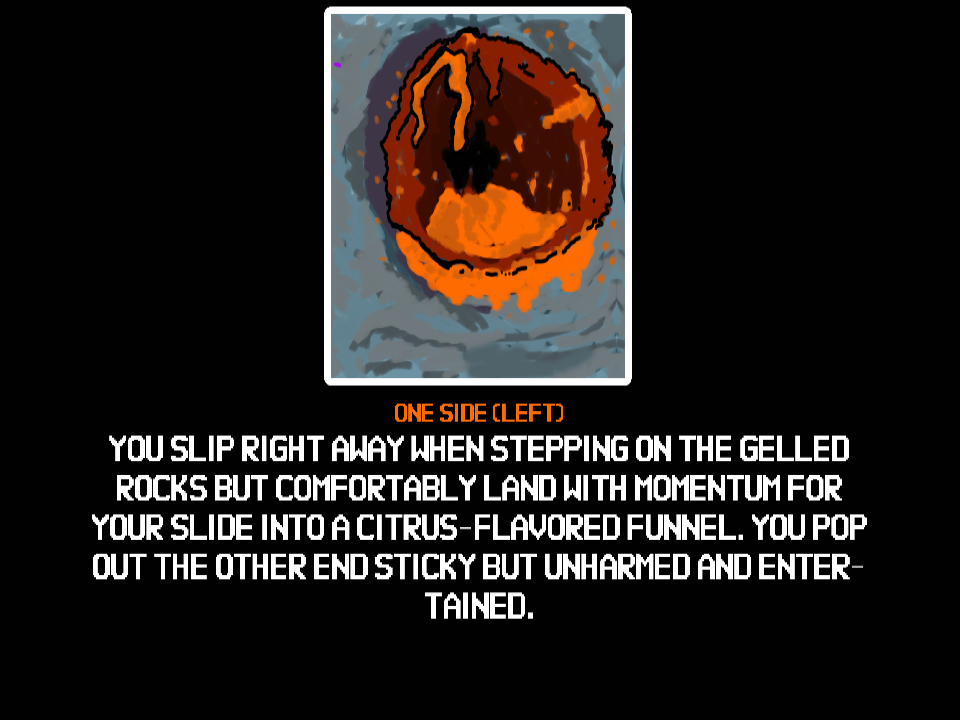 ONE SIDE (LEFT)
YOU SLIP RIGHT AWAY WHEN STEPPING ON THE GELLED
ROCKS BUT COMFORTABLY LAND WITH MOMENTUM FOR
YOUR SLIDE INTO A CITRUS-FLAVORED FUNNEL. YOU POP
OUT THE OTHER END STICKY BUT UNHARMED AND ENTER-
TAINED.